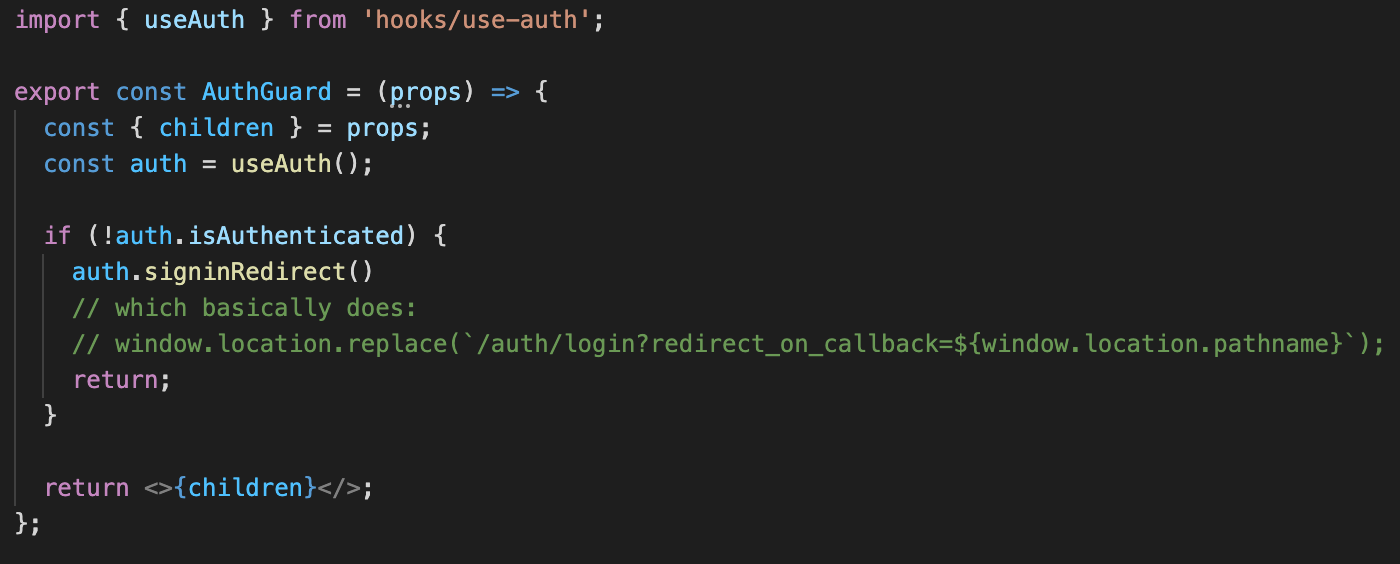 import { useAuth } from 'hooks/use-auth';
export const AuthGuard = (props) => {
const { children } = props;
const auth = useAuth();
if (!auth.isAuthenticated) {
auth.signinRedirect()
// which basically does:
// window.location.replace(`/auth/login?redirect_on_callback=${window.location.pathname}`);
return;
}
return <>{children}</>;
};